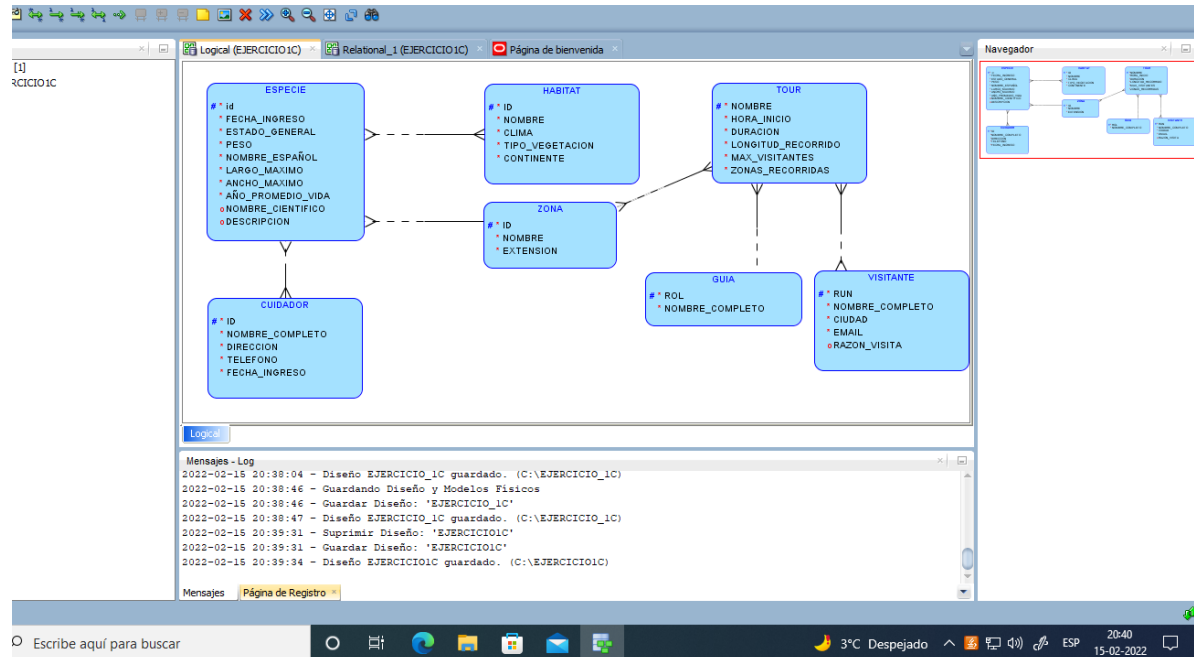 Logical (EJERCICIO1C)
Relational_1 (EJERCICIO1C)
Página de bienvenida
Navegador
[1]
RCICIO1C
ESPECIE
# * id
* FECHA_INGRESO
* ESTADO_GENERAL
* PESO
* NOMBRE_ESPAÑOL
* LARGO_MAXIMO
* ANCHO_MAXIMO
* AÑO_PROMEDIO_VIDA
o NOMBRE_CIENTIFICO
o DESCRIPCION
HABITAT
# * ID
* NOMBRE
* CLIMA
* TIPO_VEGETACION
* CONTINENTE
TOUR
# * NOMBRE
* HORA_INICIO
* DURACION
* LONGITUD_RECORRIDO
* MAX_VISITANTES
* ZONAS_RECORRIDAS
ZONA
# * ID
* NOMBRE
* EXTENSION
CUIDADOR
# * ID
* NOMBRE_COMPLETO
* DIRECCION
* TELEFONO
* FECHA_INGRESO
GUIA
# * ROL
* NOMBRE_COMPLETO
VISITANTE
# * RUN
* NOMBRE_COMPLETO
* CIUDAD
* EMAIL
o RAZON_VISITA
Logical
Mensajes - Log
2022-02-15 20:38:04 - Diseño EJERCICIO_1C guardado. (C:\EJERCICIO_1C)
2022-02-15 20:38:46 - Guardando Diseño y Modelos Físicos
2022-02-15 20:38:46 - Guardar Diseño: 'EJERCICIO_1C'
2022-02-15 20:38:47 - Diseño EJERCICIO_1C guardado. (C:\EJERCICIO_1C)
2022-02-15 20:39:31 - Suprimir Diseño: 'EJERCICIO1C'
2022-02-15 20:39:31 - Guardar Diseño: 'EJERCICIO1C'
2022-02-15 20:39:34 - Diseño EJERCICIO1C guardado. (C:\EJERCICIO1C)
Mensajes
Página de Registro
Escribe aquí para buscar
3°C Despejado
ESP
20:40
15-02-2022